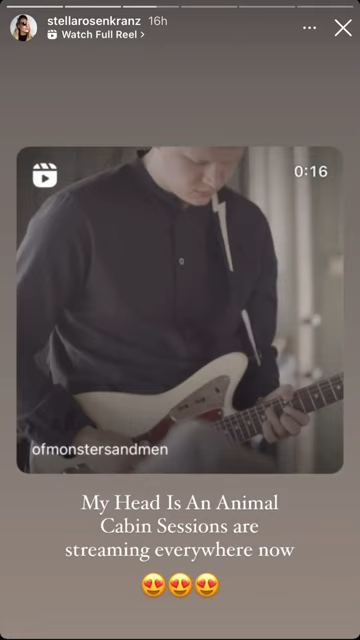 stellarosenkranz 16h
Watch Full Reel >
0:16
ofmonstersandmen
My Head Is An Animal
Cabin Sessions are
streaming everywhere now
😍😍😍